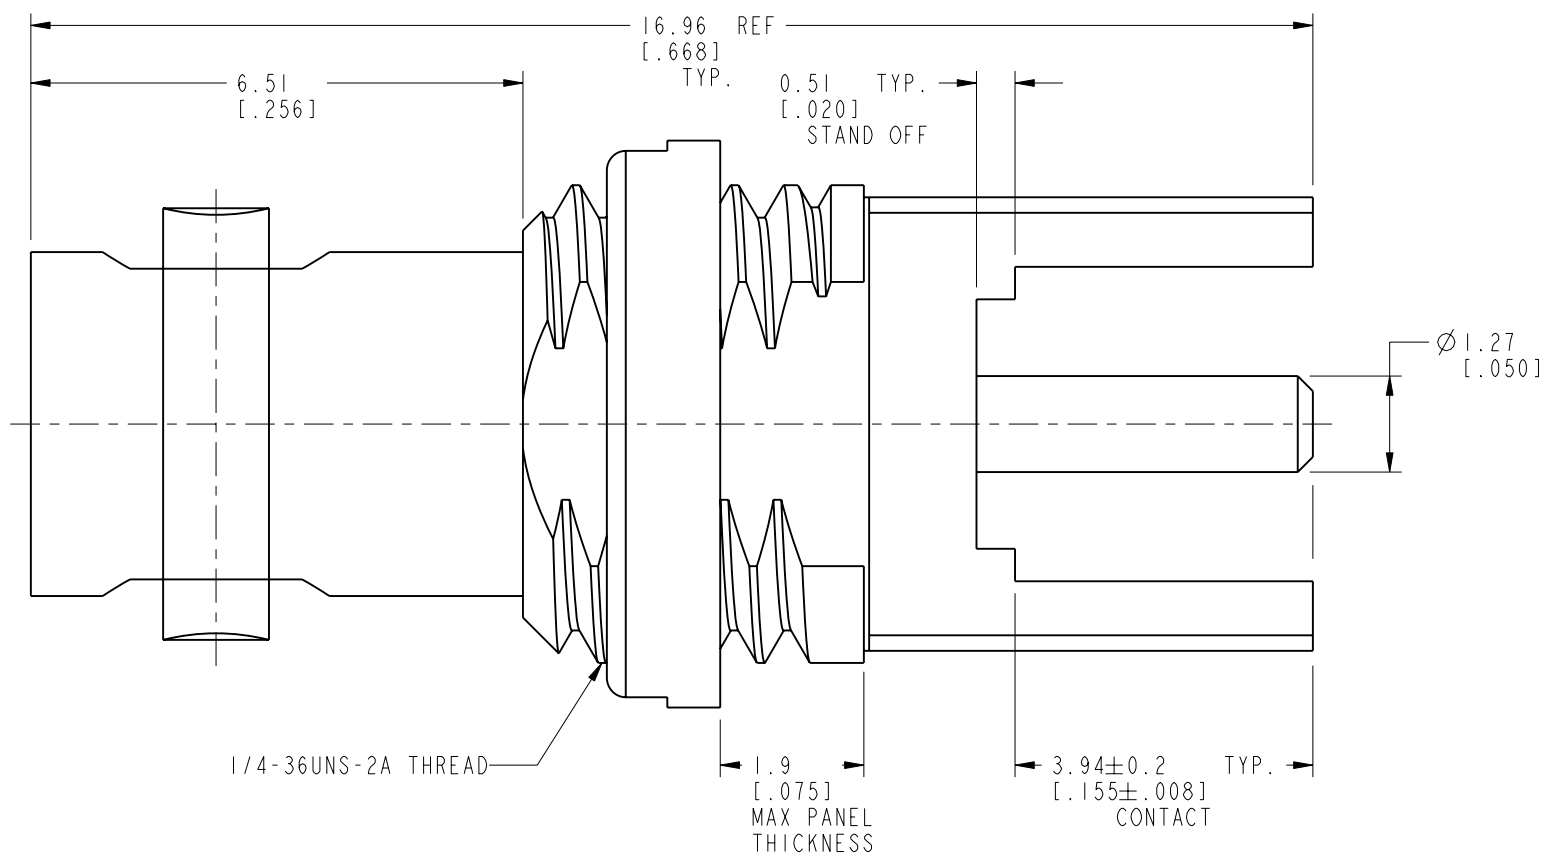 16.96 REF
[.668]
TYP.
6.51
[.256]
0.51 TYP.
[.020]
STAND OFF
Ø1.27
[.050]
1/4-36UNS-2A THREAD
1.9
[.075]
MAX PANEL
THICKNESS
3.94±0.2 TYP.
[.155±.008]
CONTACT